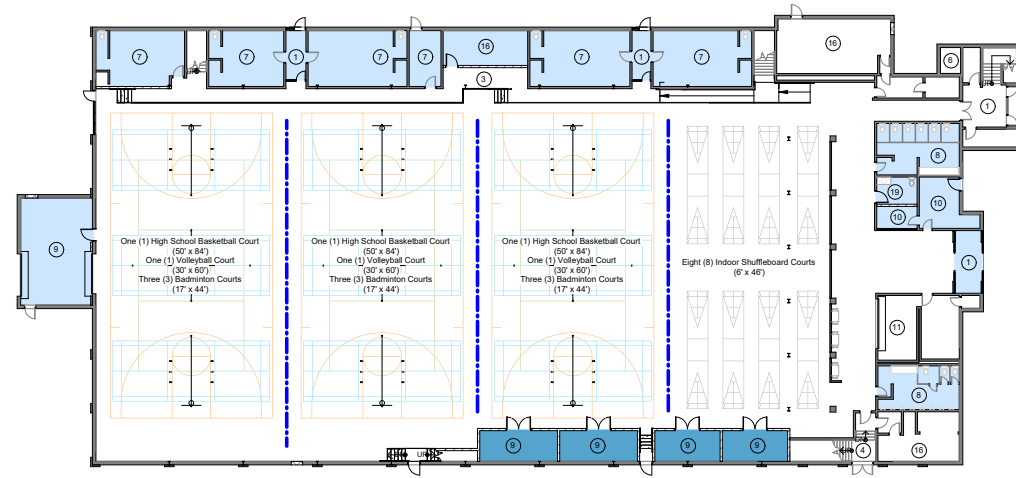 7
7
1
7
7
16
3
7
1
7
16
6
1
8
19
10
10
9
1
One (1) High School Basketball Court
(50' x 84')
One (1) Volleyball Court
(30' x 60')
Three (3) Badminton Courts
(17' x 44')
One (1) High School Basketball Court
(50' x 84')
One (1) Volleyball Court
(30' x 60')
Three (3) Badminton Courts
(17' x 44')
One (1) High School Basketball Court
(50' x 84')
One (1) Volleyball Court
(30' x 60')
Three (3) Badminton Courts
(17' x 44')
Eight (8) Indoor Shuffleboard Courts
(6' x 46')
11
8
9
9
9
9
4
16
UP